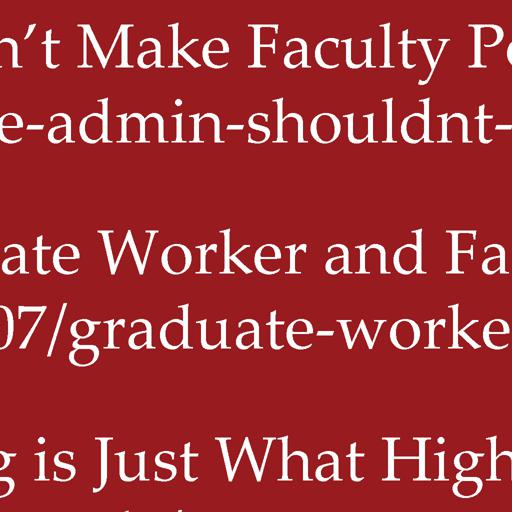 n't Make Faculty Po
e-admin-shouldnt-
ate Worker and Fa
07/graduate-worke
g is Just What High